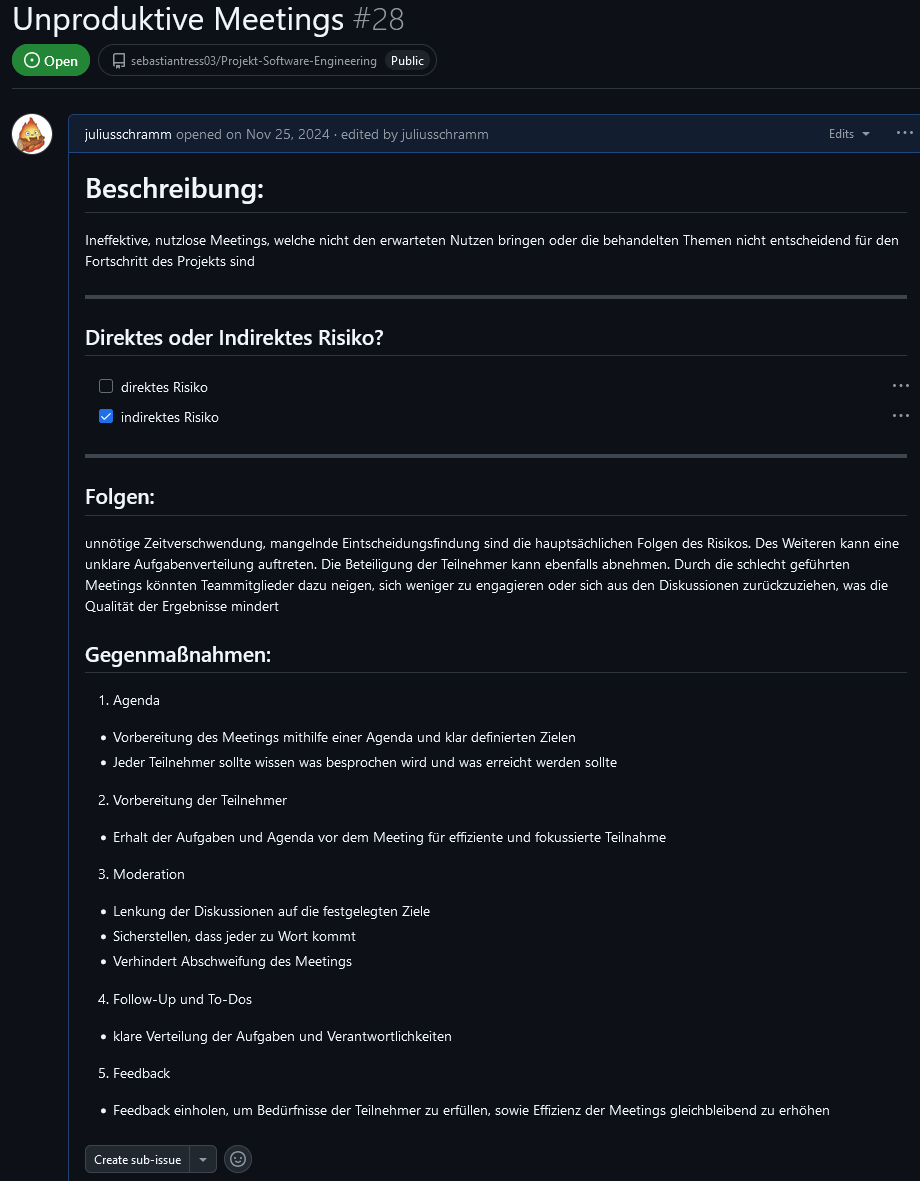 Unproduktive Meetings #28
Open sebastiantress03/Projekt-Software-Engineering Public
juliusschramm opened on Nov 25, 2024 · edited by juliusschramm Edits
Beschreibung:
Ineffektive, nutzlose Meetings, welche nicht den erwarteten Nutzen bringen oder die behandelten Themen nicht entscheidend für den
Fortschritt des Projekts sind
Direktes oder Indirektes Risiko?
direktes Risiko
indirektes Risiko
Folgen:
unnötige Zeitverschwendung, mangelnde Eintscheidungsfindung sind die hauptsächlichen Folgen des Risikos. Des Weiteren kann eine
unklare Aufgabenverteilung auftreten. Die Beteiligung der Teilnehmer kann ebenfalls abnehmen. Durch die schlecht geführten
Meetings könnten Teammitglieder dazu neigen, sich weniger zu engagieren oder sich aus den Diskussionen zurückzuziehen, was die
Qualität der Ergebnisse mindert
Gegenmaßnahmen:
1. Agenda
• Vorbereitung des Meetings mithilfe einer Agenda und klar definierten Zielen
• Jeder Teilnehmer sollte wissen was besprochen wird und was erreicht werden sollte
2. Vorbereitung der Teilnehmer
• Erhalt der Aufgaben und Agenda vor dem Meeting für effiziente und fokussierte Teilnahme
3. Moderation
• Lenkung der Diskussionen auf die festgelegten Ziele
• Sicherstellen, dass jeder zu Wort kommt
• Verhindert Abschweifung des Meetings
4. Follow-Up und To-Dos
• klare Verteilung der Aufgaben und Verantwortlichkeiten
5. Feedback
• Feedback einholen, um Bedürfnisse der Teilnehmer zu erfüllen, sowie Effizienz der Meetings gleichbleibend zu erhöhen
Create sub-issue